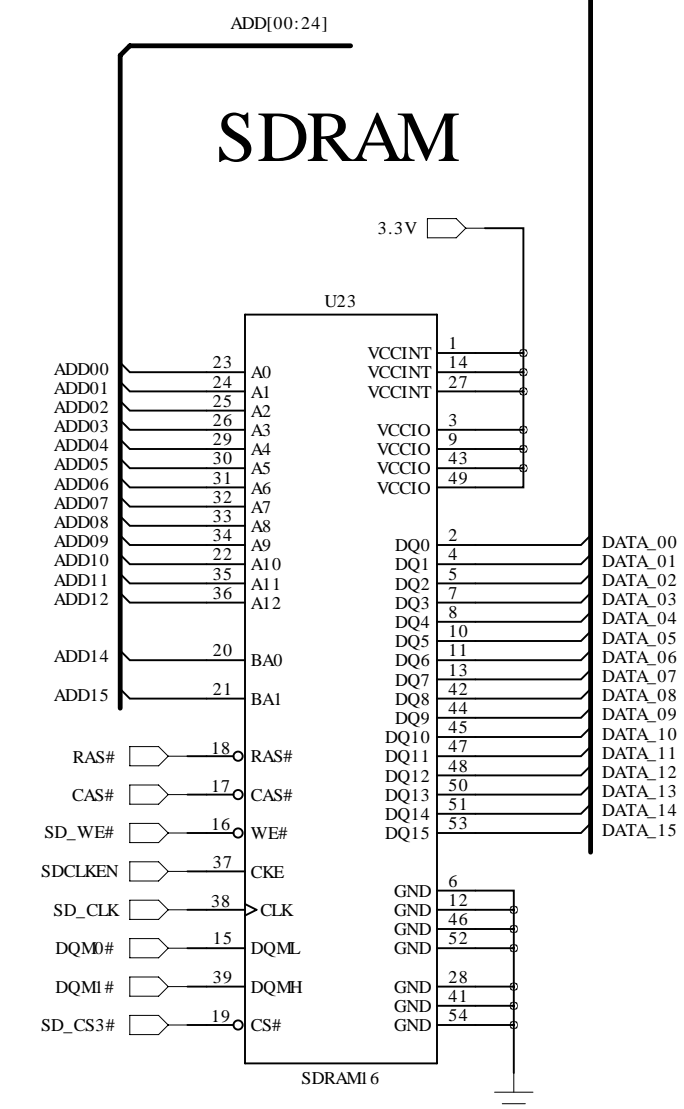 ADD[00:24]
SDRAM
3.3V
U23
VCCINT 1
VCCINT 14
VCCINT 27
VCCIO 3
VCCIO 9
VCCIO 43
VCCIO 49
ADD00 23 A0
ADD01 24 A1
ADD02 25 A2
ADD03 26 A3
ADD04 29 A4
ADD05 30 A5
ADD06 31 A6
ADD07 32 A7
ADD08 33 A8
ADD09 34 A9
ADD10 22 A10
ADD11 35 A11
ADD12 36 A12
ADD14 20 BA0
ADD15 21 BA1
DQ0 2 DATA_00
DQ1 4 DATA_01
DQ2 5 DATA_02
DQ3 7 DATA_03
DQ4 8 DATA_04
DQ5 10 DATA_05
DQ6 11 DATA_06
DQ7 13 DATA_07
DQ8 42 DATA_08
DQ9 44 DATA_09
DQ10 45 DATA_10
DQ11 47 DATA_11
DQ12 48 DATA_12
DQ13 50 DATA_13
DQ14 51 DATA_14
DQ15 53 DATA_15
RAS# 18 RAS#
CAS# 17 CAS#
SD_WE# 16 WE#
SDCLKEN 37 CKE
SD_CLK 38 CLK
DQM0# 15 DQML
DQM1# 39 DQMH
SD_CS3# 19 CS#
GND 6
GND 12
GND 46
GND 52
GND 28
GND 41
GND 54
SDRAM16